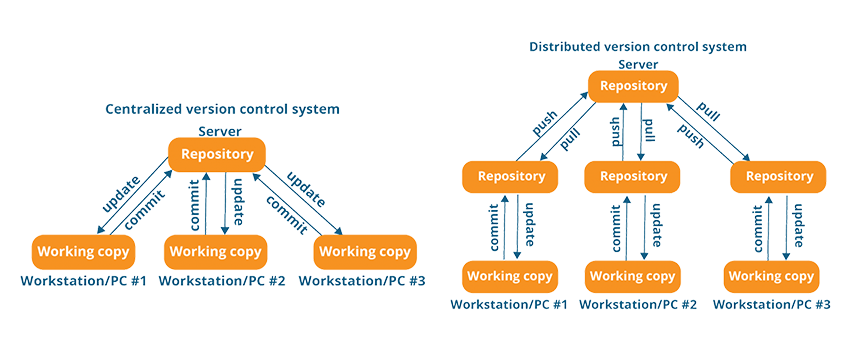 Centralized version control system
Server
Repository
update
commit
commit
update
update
commit
Working copy
Working copy
Working copy
Workstation/PC #1
Workstation/PC #2
Workstation/PC #3
Distributed version control system
Server
Repository
push
pull
push
pull
pull
push
Repository
Repository
Repository
commit
update
commit
update
commit
update
Working copy
Working copy
Working copy
Workstation/PC #1
Workstation/PC #2
Workstation/PC #3